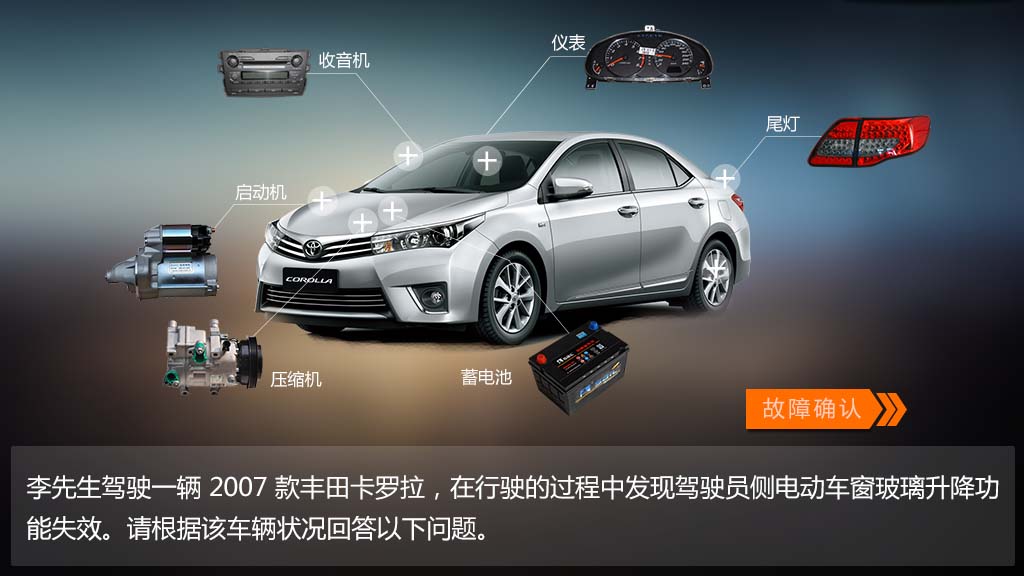 收音机
仪表
尾灯
启动机
COROLLA
压缩机
蓄电池
故障确认
李先生驾驶一辆 2007 款丰田卡罗拉，在行驶的过程中发现驾驶员侧电动车窗玻璃升降功
能失效。请根据该车辆状况回答以下问题。